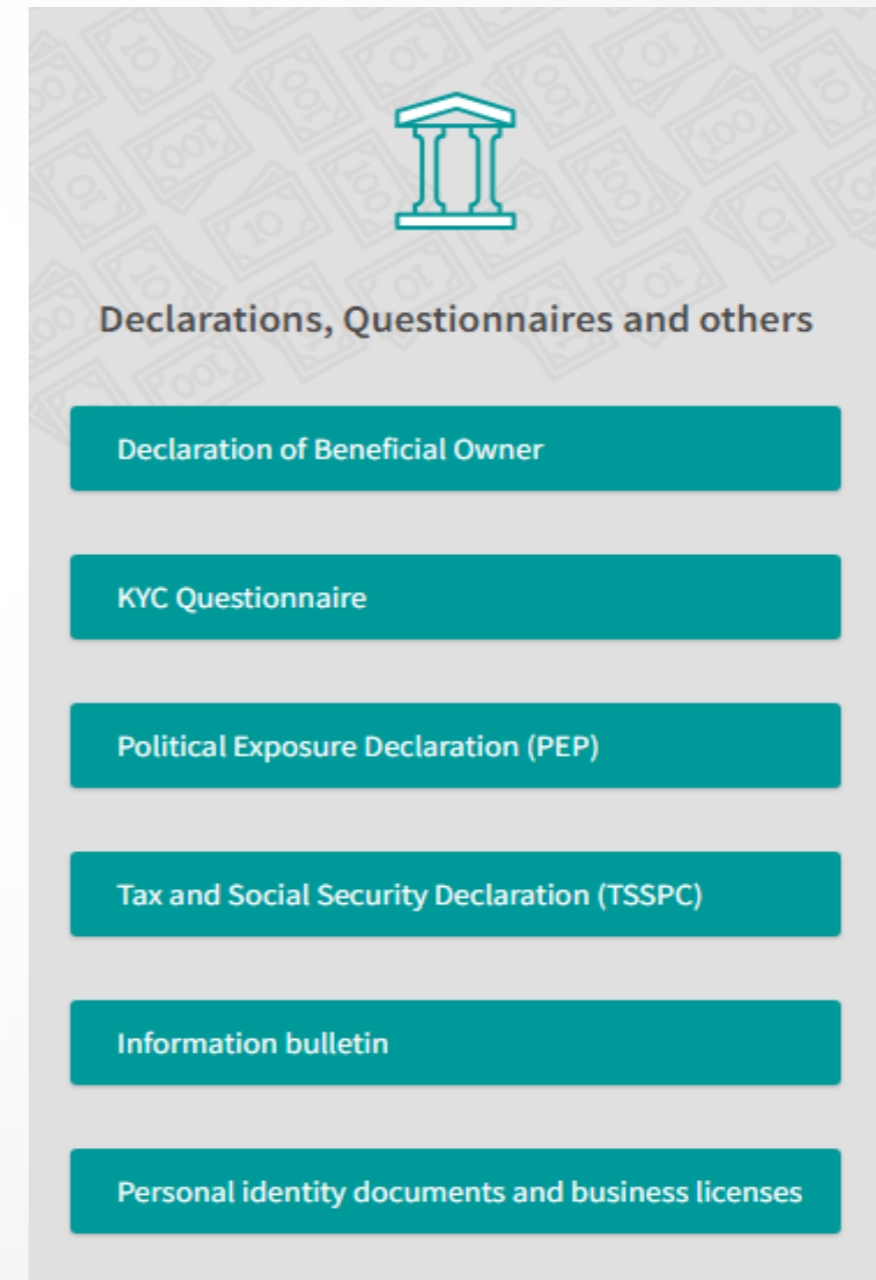 Declarations, Questionnaires and others
Declaration of Beneficial Owner
KYC Questionnaire
Political Exposure Declaration (PEP)
Tax and Social Security Declaration (TSSPC)
Information bulletin
Personal identity documents and business licenses